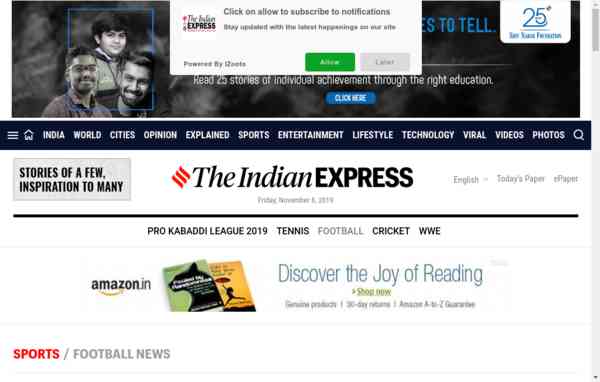 Click on allow to subscribe to notifications
Stay updated with the latest happenings on our site
Powered By iZooto
Allow
Later
ES TO TELL.
25
TATA TRUSTS FOUNDATION
Read 25 stories of individual achievement through the right education.
CLICK HERE
INDIA WORLD CITIES OPINION EXPLAINED SPORTS ENTERTAINMENT LIFESTYLE TECHNOLOGY VIRAL VIDEOS PHOTOS
STORIES OF A FEW,
INSPIRATION TO MANY
The Indian EXPRESS
Friday, November 8, 2019
English
Today's Paper
ePaper
PRO KABADDI LEAGUE 2019 TENNIS FOOTBALL CRICKET WWE
amazon.in
Discover the Joy of Reading
Shop now
Genuine products | 30-day returns | Amazon A-to-Z Guarantee
SPORTS / FOOTBALL NEWS